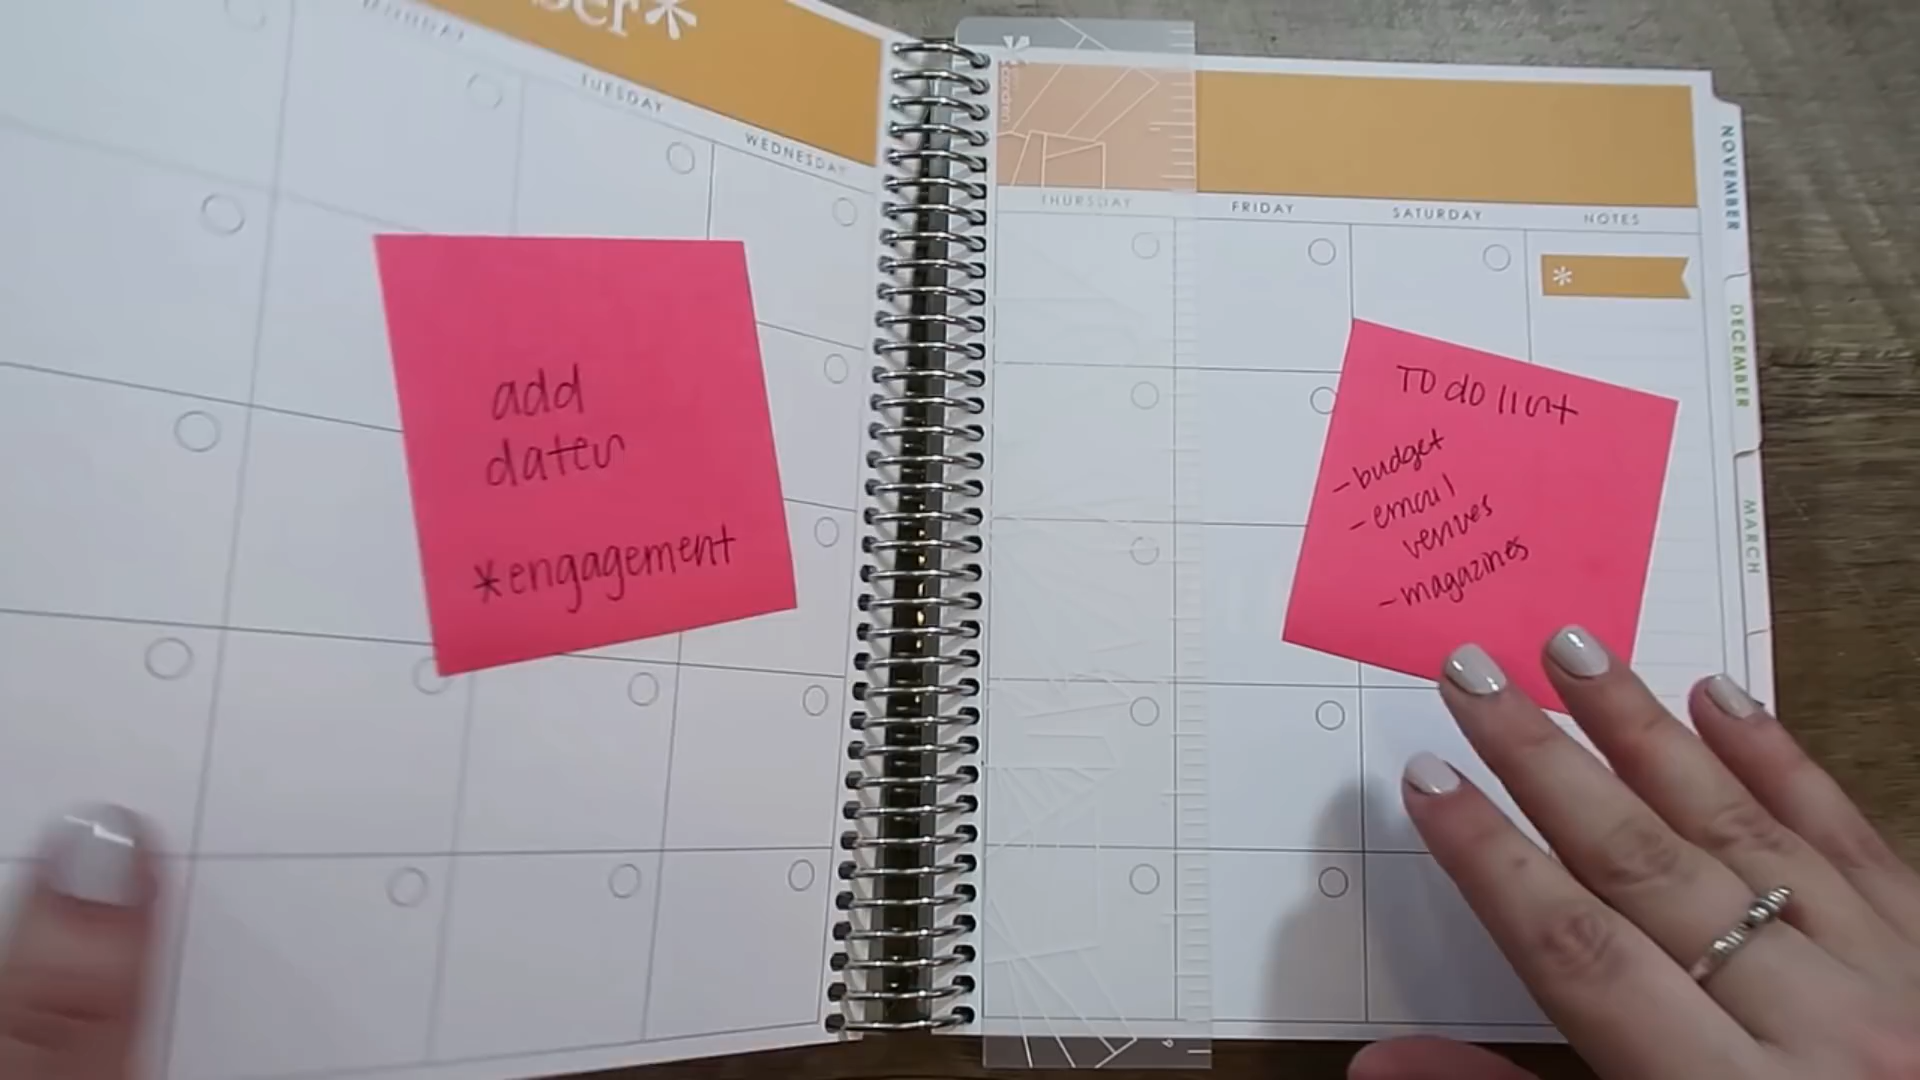 ber*
TUESDAY
WEDNESDAY
add
dates
*engagement
THURSDAY
FRIDAY
SATURDAY
NOTES
*
To do list
- budget
- email
venues
- magazines
NOVEMBER
DECEMBER
MARCH